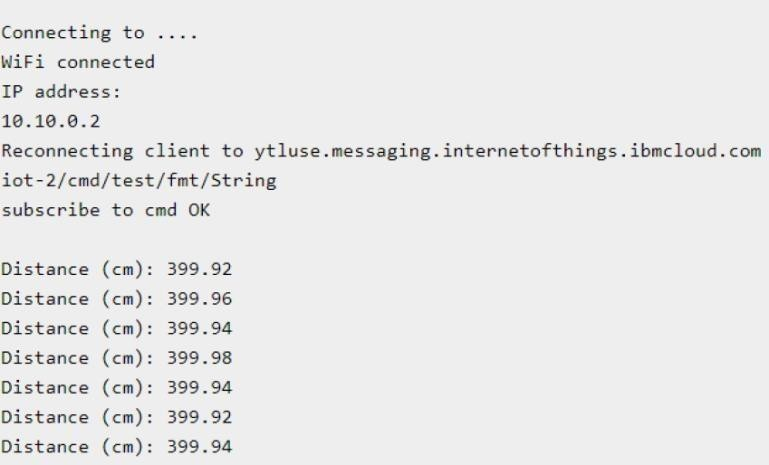 Connecting to ....
WiFi connected
IP address:
10.10.0.2
Reconnecting client to ytluse.messaging.internetofthings.ibmcloud.com
iot-2/cmd/test/fmt/String
subscribe to cmd OK
Distance (cm): 399.92
Distance (cm): 399.96
Distance (cm): 399.94
Distance (cm): 399.98
Distance (cm): 399.94
Distance (cm): 399.92
Distance (cm): 399.94